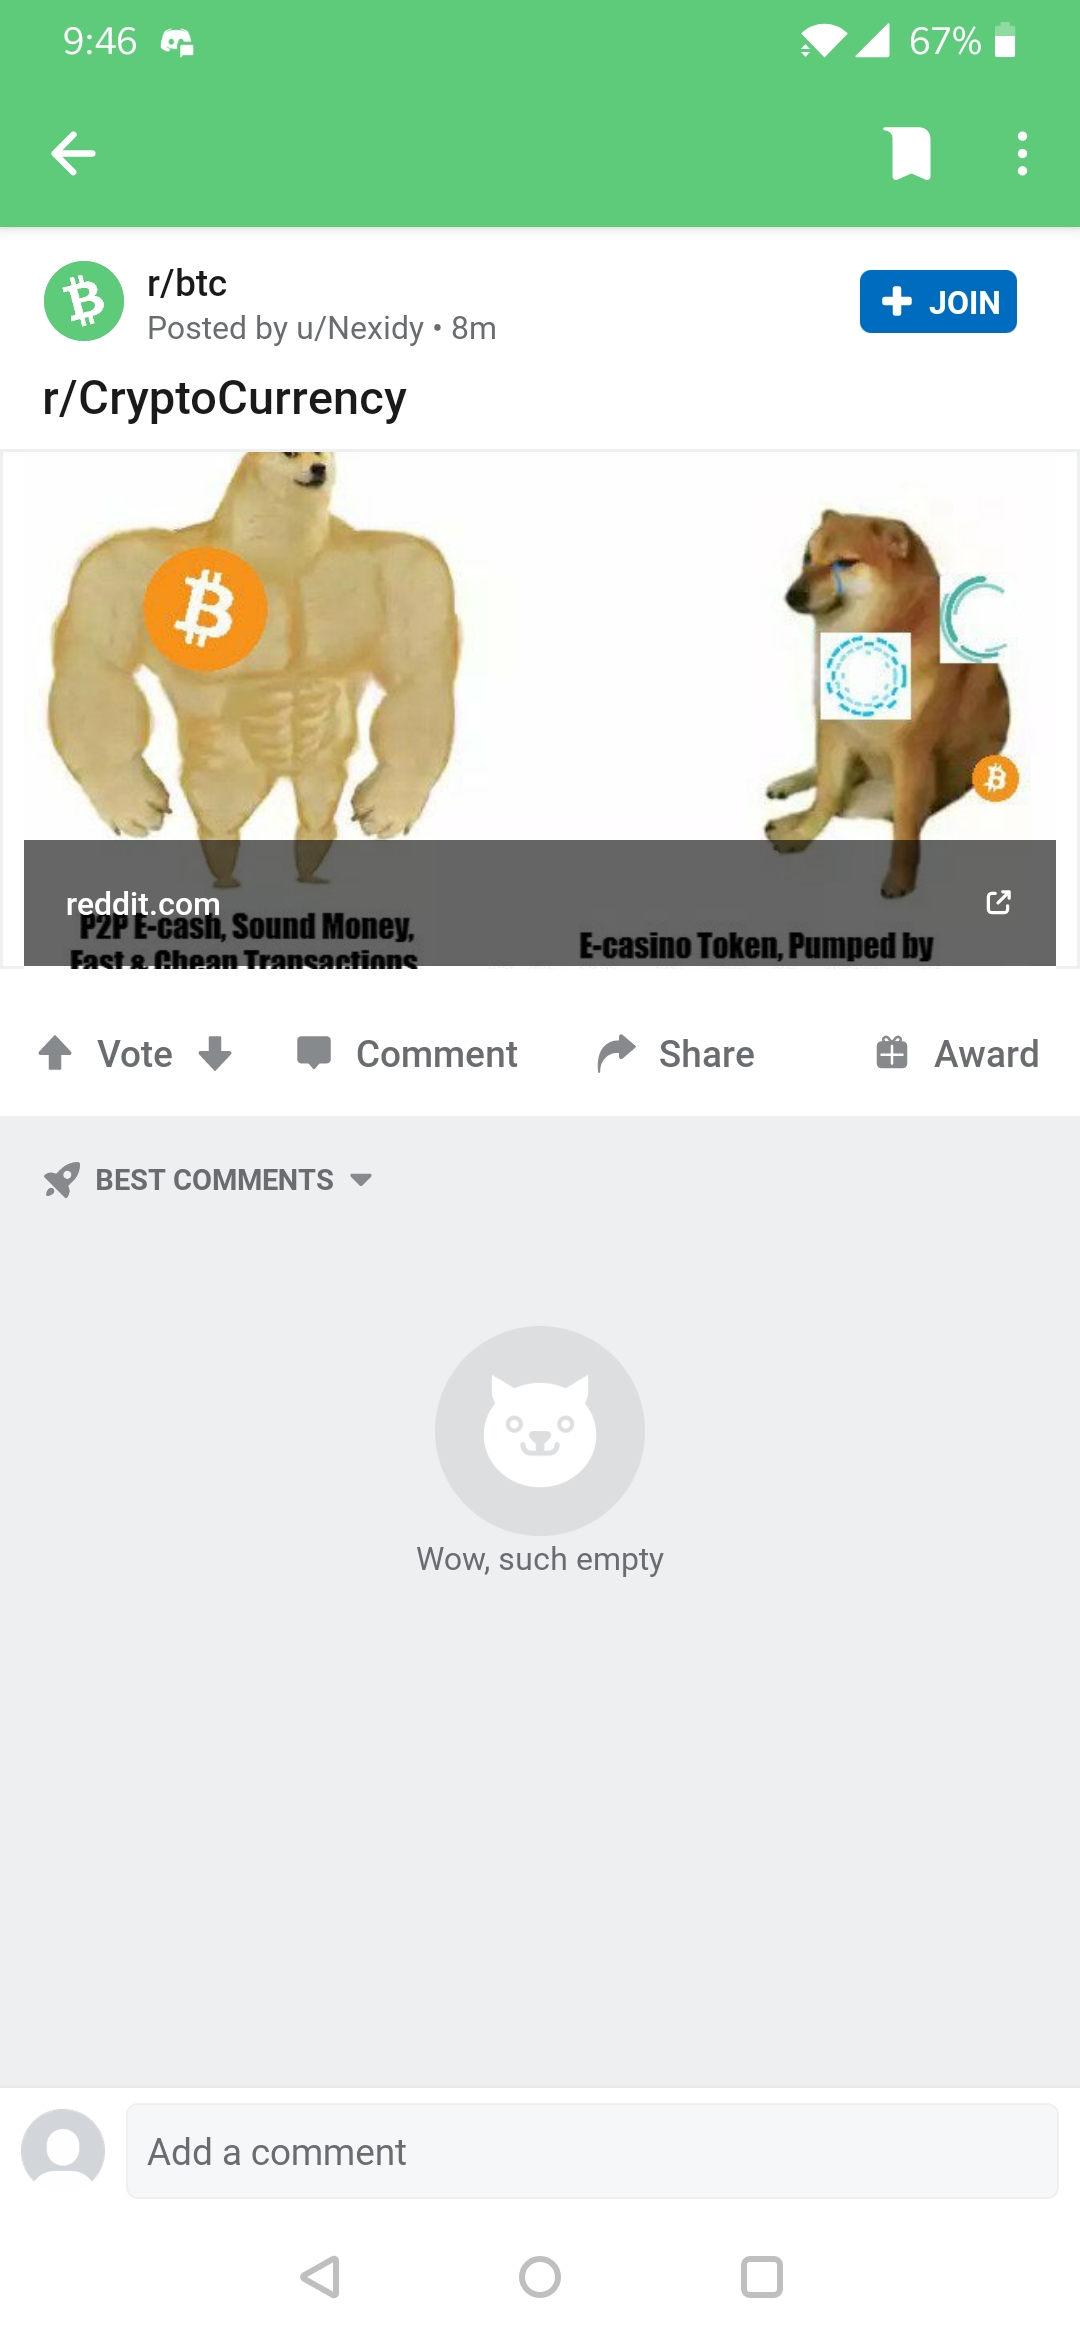 9:46
67%
r/btc
Posted by u/Nexidy • 8m
JOIN
r/CryptoCurrency
reddit.com
P2P E-cash, Sound Money,
Fast & Cheap Transactions
E-casino Token, Pumped by
Vote
Comment
Share
Award
BEST COMMENTS
Wow, such empty
Add a comment